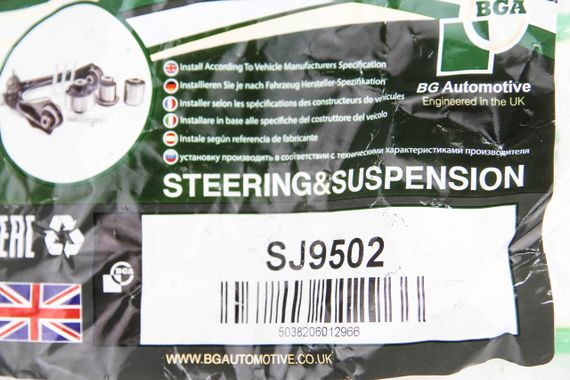 BGA
BG Automotive
Engineered in the UK
Install According To Vehicle Manufacturers Specification
Installieren Sie je nach Fahrzeug Hersteller-Spezifikation
Installer selon les spécifications des constructeurs de véhicules
Installare in base alle specifiche del costruttore del veicolo
Instale según referencia de fabricante
установку производить в соответствии с техническими характеристиками производителя
STEERING&SUSPENSION
EAC
BGA
SJ9502
5038206012966
WWW.BGAUTOMOTIVE.CO.UK